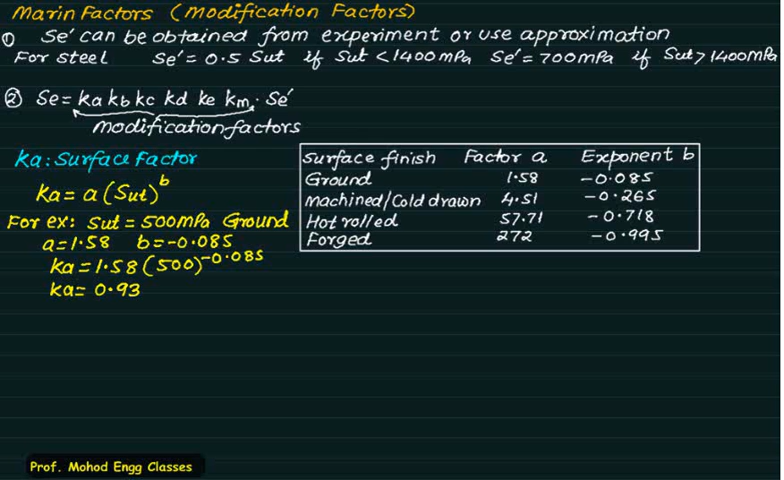 Marin Factors (Modification Factors)
① Se' can be obtained from experiment or use approximation
For steel Se' = 0.5 Sut if Sut < 1400 mPa Se' = 700 mPa if Sut > 1400 mPa
② Se = ka kb kc kd ke km . Se'
modification factors
ka : Surface Factor
ka = a (Sut)^b
For ex: Sut = 500mPa Ground
a = 1.58 b = -0.085
ka = 1.58 (500)^-0.085
ka = 0.93
Surface finish Factor a Exponent b
Ground 1.58 -0.085
Machined/Cold drawn 4.51 -0.265
Hot rolled 57.71 -0.718
Forged 272 -0.995
Prof. Mohod Engg Classes